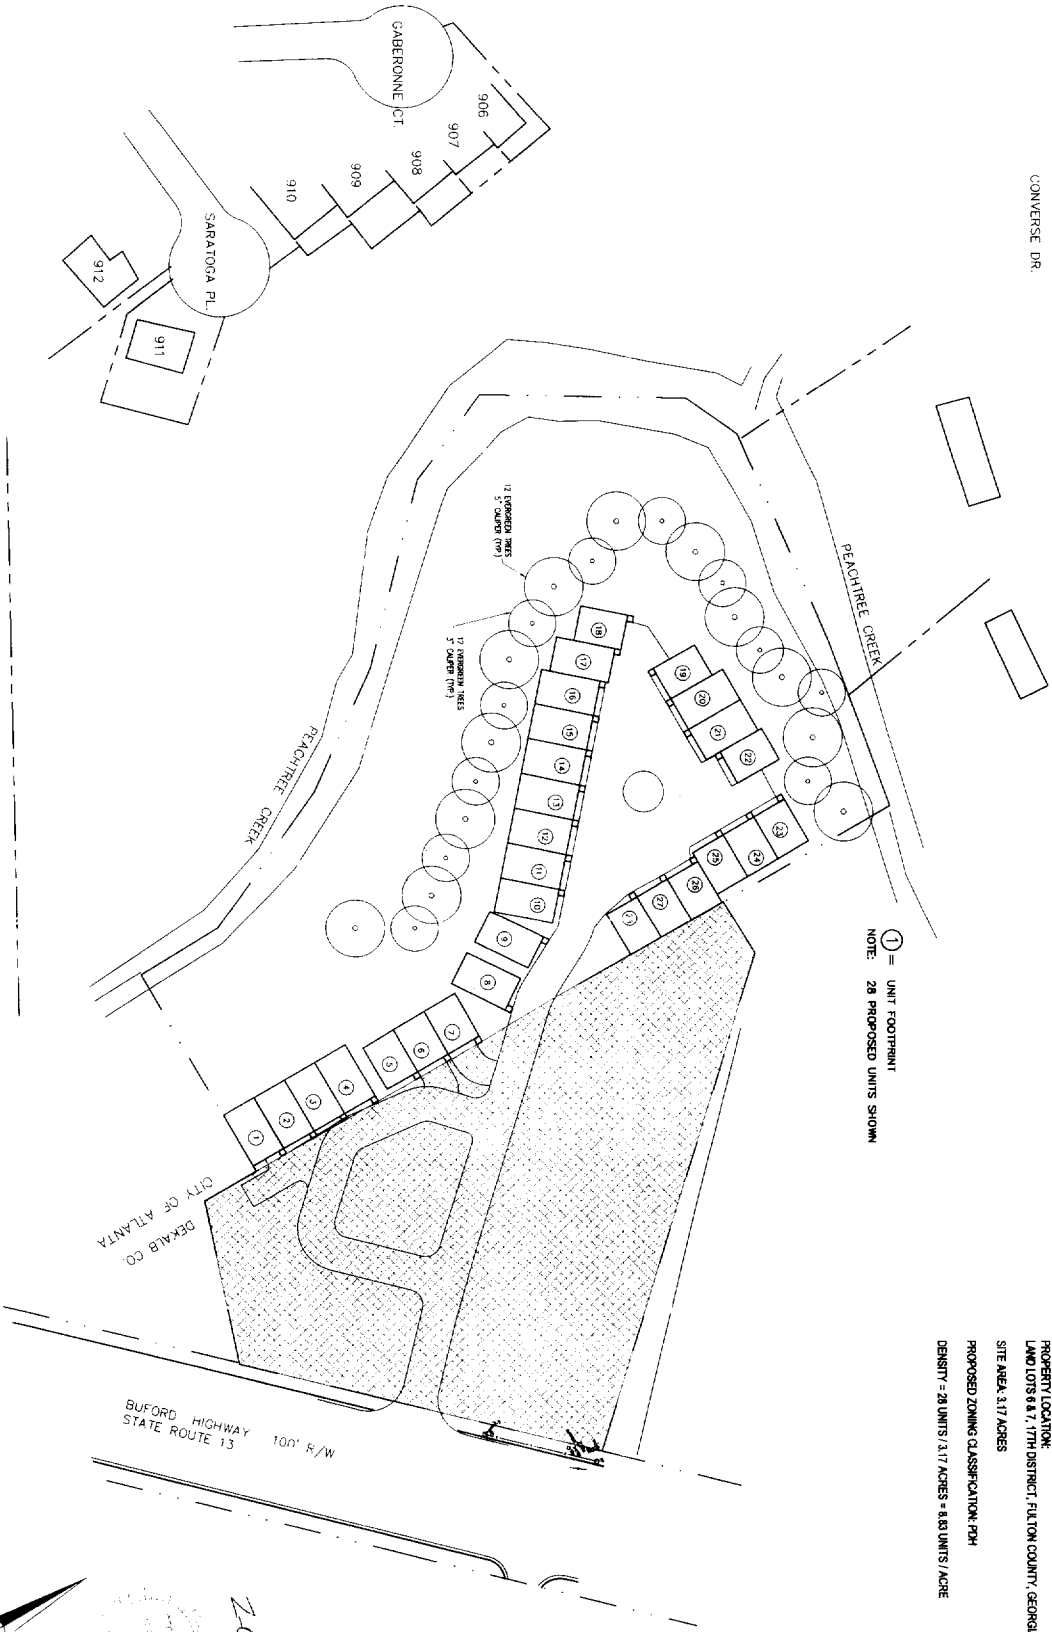 CONVERSE DR.
GABERONNE CT.
906
907
908
909
910
SARATOGA PL.
912
911
PEACHTREE CREEK
12 EVERGREEN TREES
5" CALIPER (TYP.)
12 EVERGREEN TREES
3" CALIPER (TYP.)
PEACHTREE CREEK
18
17
16
15
14
13
12
11
10
9
8
7
6
5
4
3
2
1
19
20
21
22
23
24
25
26
27
1 = UNIT FOOTPRINT
NOTE: 28 PROPOSED UNITS SHOWN
CITY OF ATLANTA
DEKALB CO.
BUFORD HIGHWAY 100' R/W
STATE ROUTE 13
PROPERTY LOCATION:
LAND LOTS 6 & 7, 17TH DISTRICT, FULTON COUNTY, GEORGI
SITE AREA: 3.17 ACRES
PROPOSED ZONING CLASSIFICATION: PDH
DENSITY = 28 UNITS / 3.17 ACRES = 8.83 UNITS / ACRE